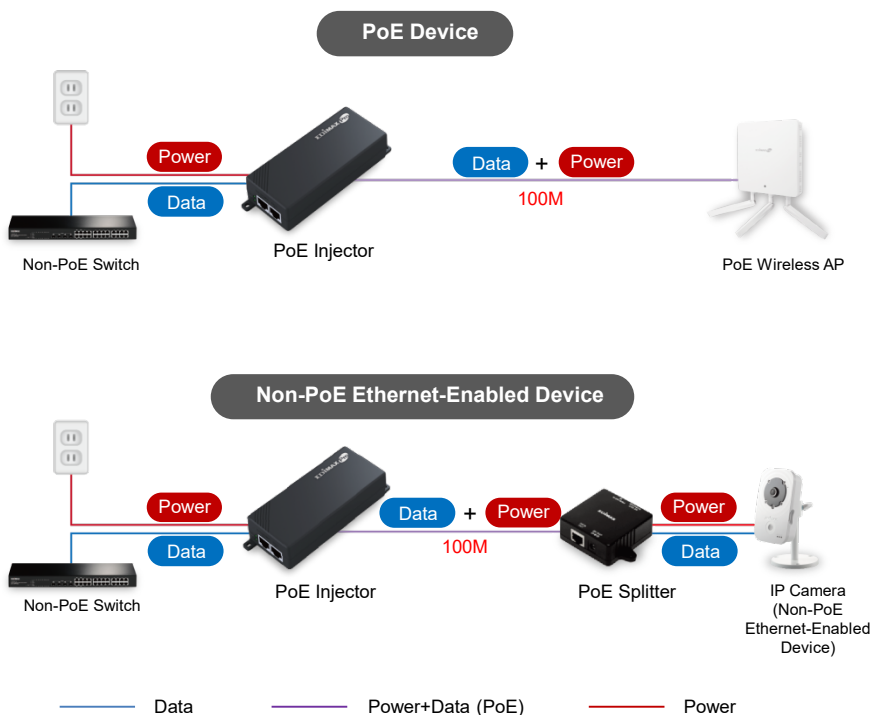 PoE Device
Power
Data
Data + Power
100M
EDIMAX
Non-PoE Switch
PoE Injector
PoE Wireless AP
Non-PoE Ethernet-Enabled Device
EDIMAX
Power
Data
Data + Power
100M
Power
Data
Non-PoE Switch
PoE Injector
PoE Splitter
IP Camera
(Non-PoE
Ethernet-Enabled
Device)
Data
Power+Data (PoE)
Power